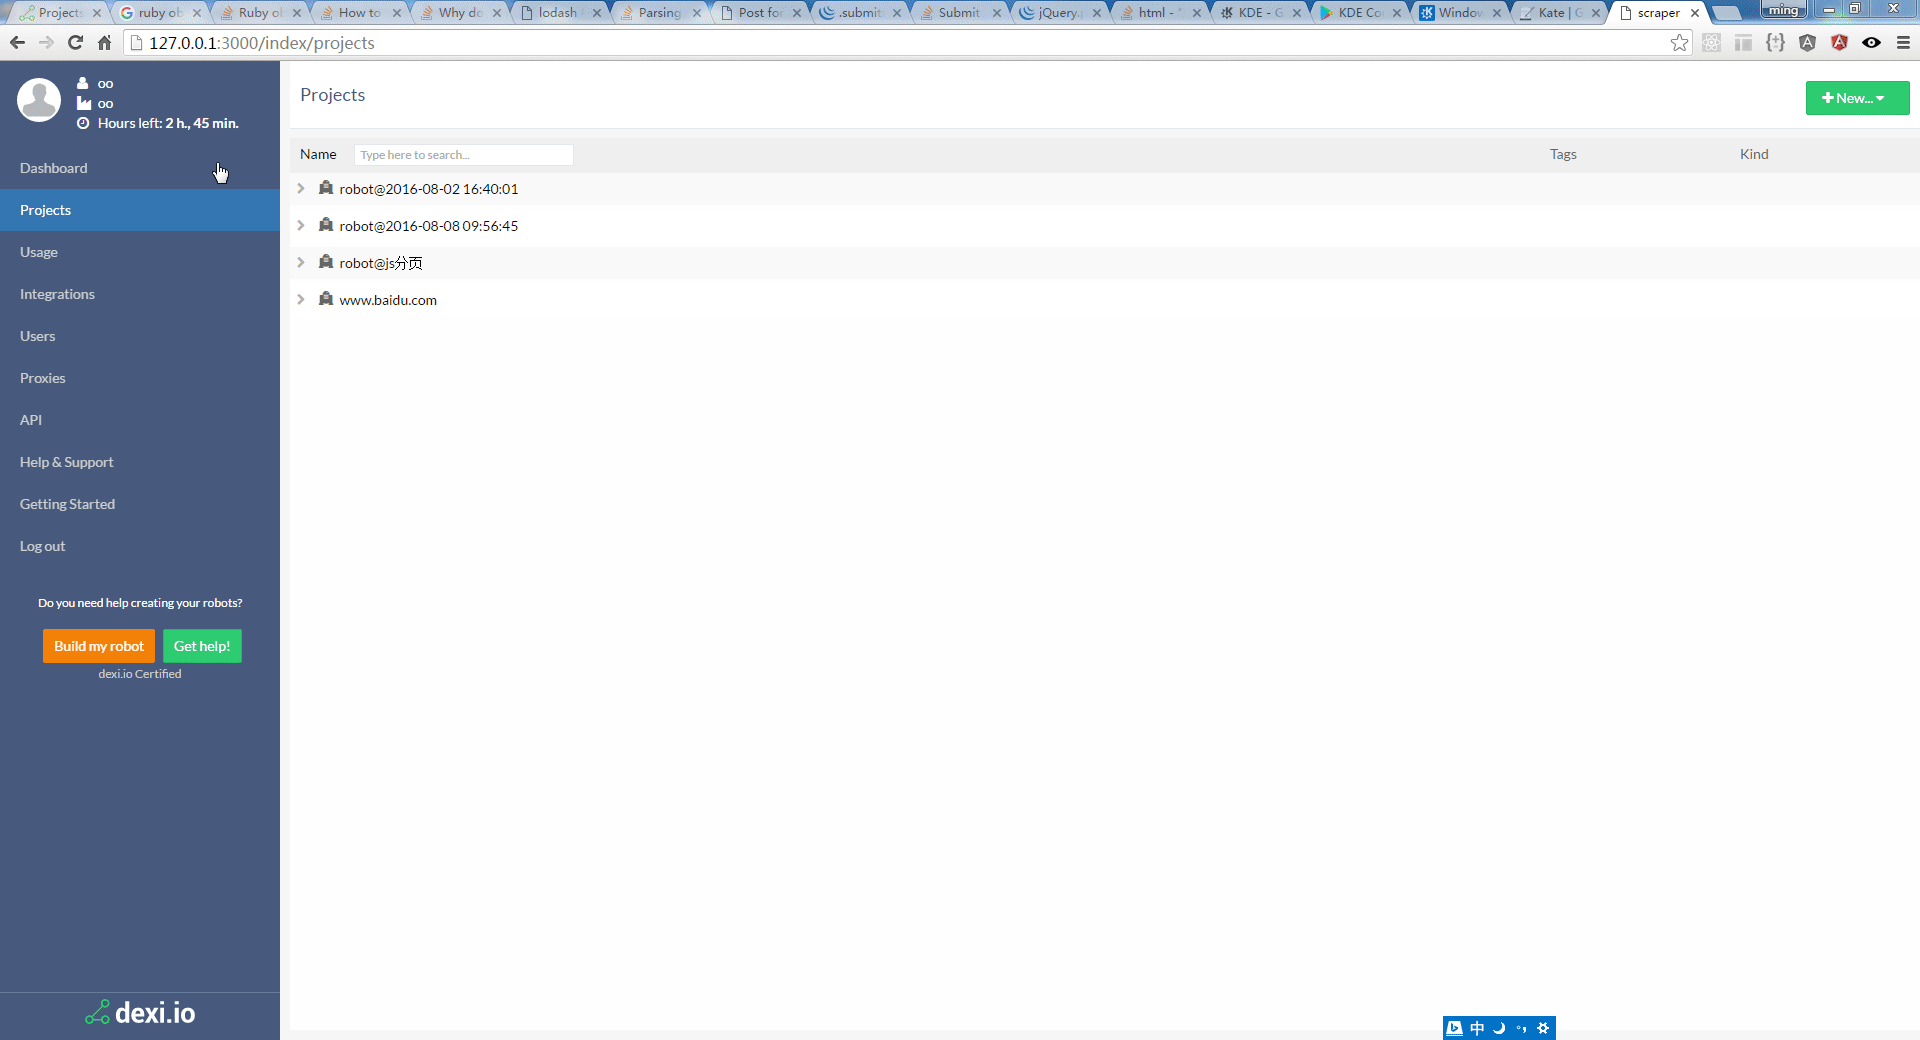 Projects
ruby ob
Ruby ob
How to
Why do
lodash
Parsing
Post for
.submit
Submit
jQuery.p
html - "
KDE - G
KDE Co
Window
Kate | G
scraper
ming
127.0.0.1:3000/index/projects
oo
oo
Hours left: 2 h., 45 min.
Dashboard
Projects
Usage
Integrations
Users
Proxies
API
Help & Support
Getting Started
Log out
Do you need help creating your robots?
Build my robot
Get help!
dexi.io Certified
dexi.io
Projects
New...
Name
Type here to search...
Tags
Kind
robot@2016-08-02 16:40:01
robot@2016-08-08 09:56:45
robot@js分页
www.baidu.com
中